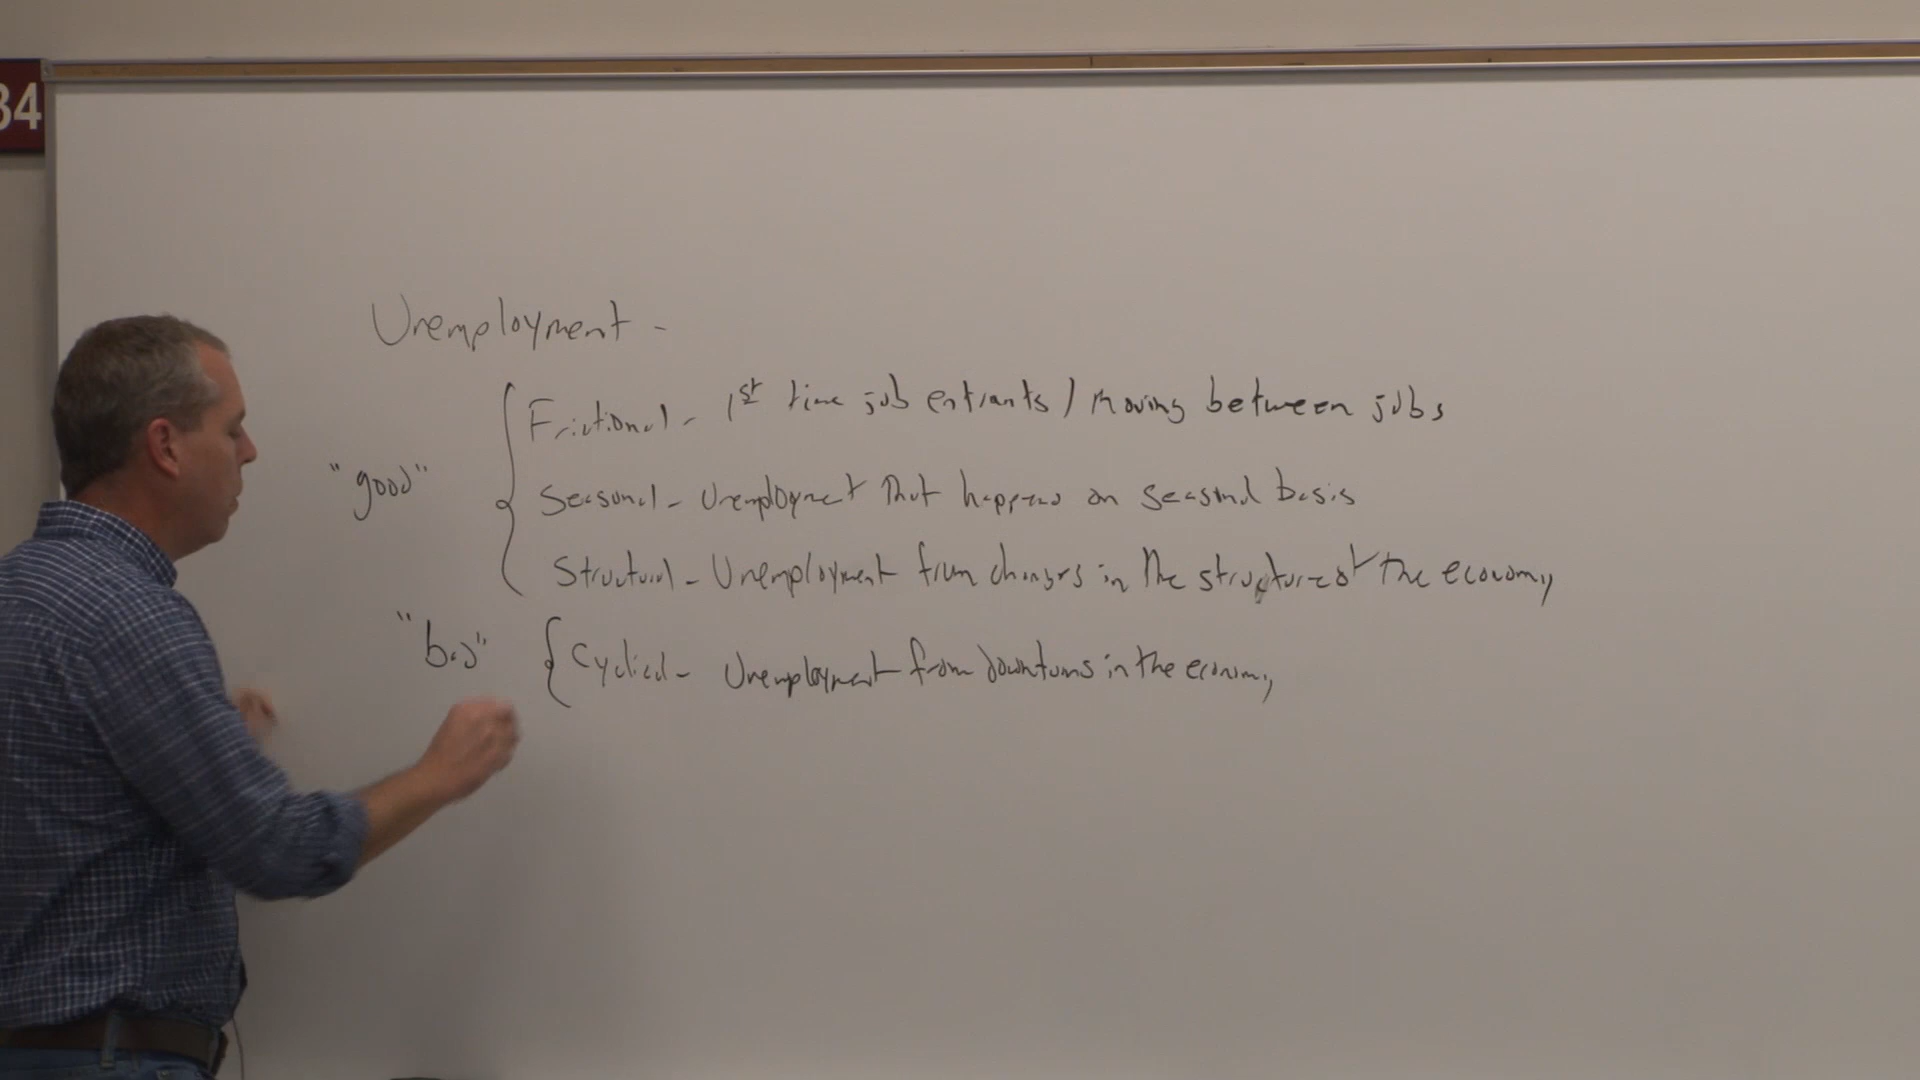 34
Unemployment -
Frictional - 1st time job entrants / moving between jobs
"good"
Seasonal - Unemployment that happens on seasonal basis
Structural - Unemployment from changes in the structure of the economy
"bad"
Cyclical - Unemployment from downturns in the economy